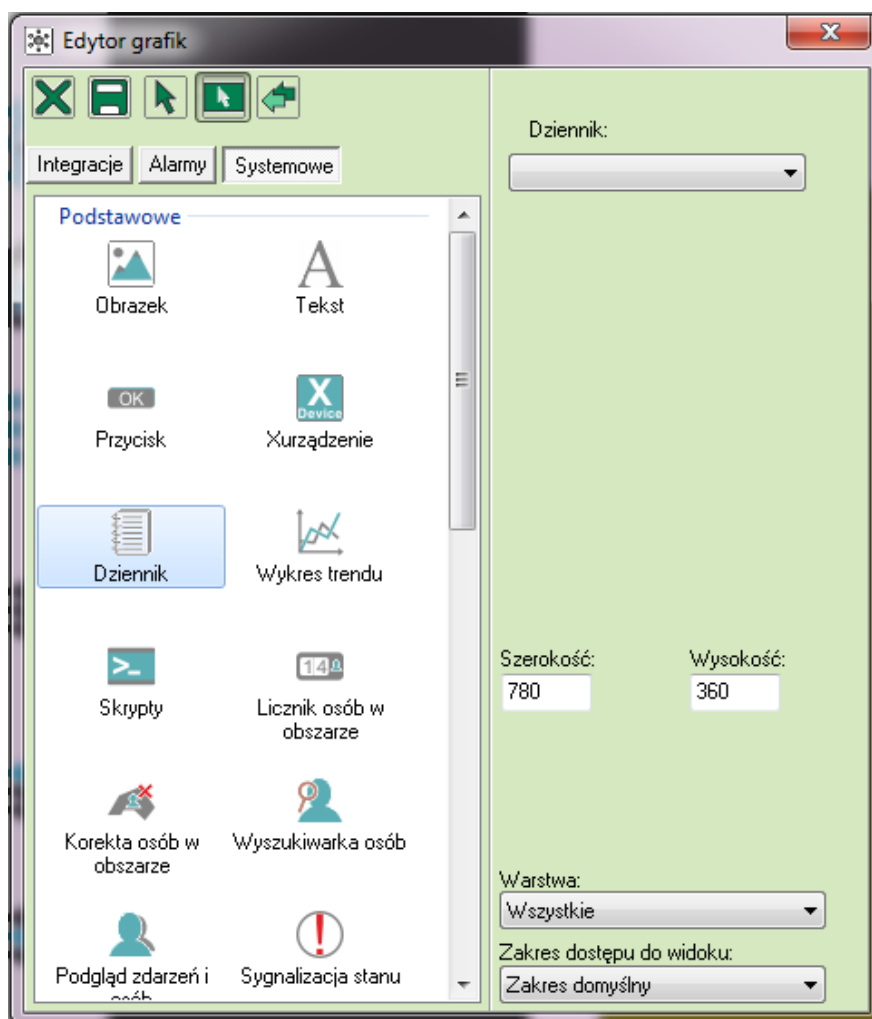 Edytor grafik
Integracje Alarmy Systemowe
Podstawowe
Obrazek Tekst
OK X
Device
Przycisk Xurządzenie
Dziennik Wykres trendu
>_ 14
Skrypty Licznik osób w
obszarze
Korekta osób w Wyszukiwarka osób
obszarze
Podgląd zdarzeń i Sygnalizacja stanu
osób
Dziennik:
Szerokość: Wysokość:
780 360
Warstwa:
Wszystkie
Zakres dostępu do widoku:
Zakres domyślny